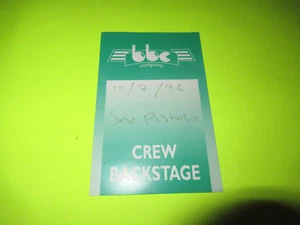 bbc
company
10/7/96
Sex Pistols
CREW
BACKSTAGE